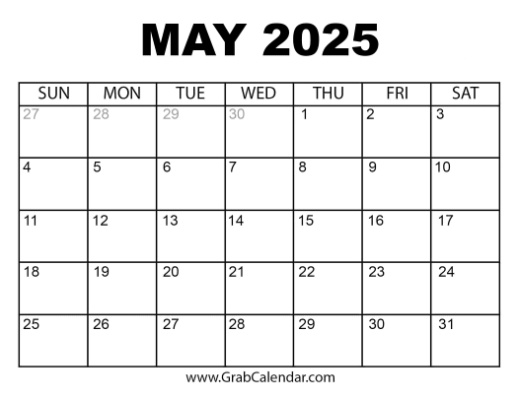 MAY 2025
SUN MON TUE WED THU FRI SAT
27 28 29 30 1 2 3
4 5 6 7 8 9 10
11 12 13 14 15 16 17
18 19 20 21 22 23 24
25 26 27 28 29 30 31
www.GrabCalendar.com